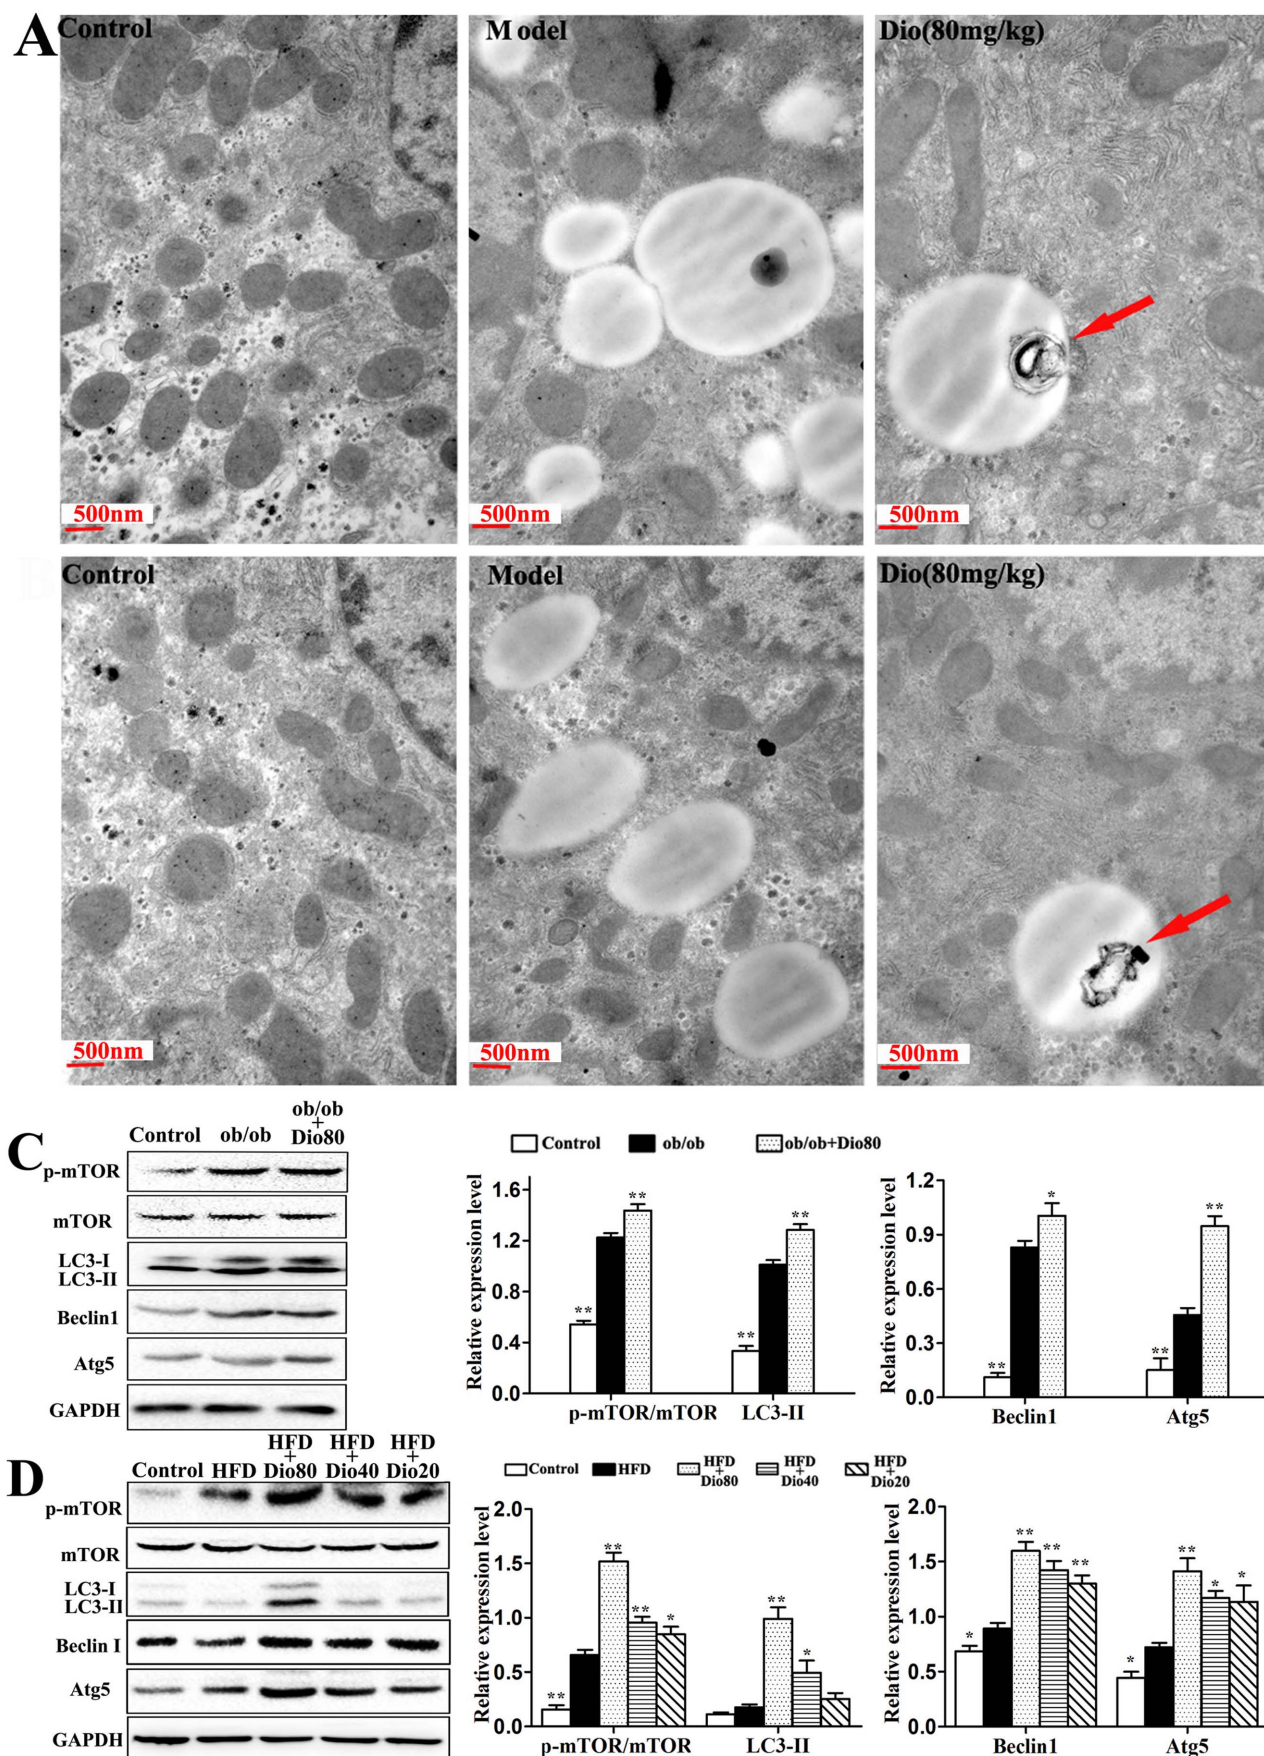 A
Control
Model
Dio(80mg/kg)
500nm
500nm
500nm
Control
Model
Dio(80mg/kg)
500nm
500nm
500nm
C
Control
ob/ob
ob/ob
+
Dio80
p-mTOR
mTOR
LC3-I
LC3-II
Beclin1
Atg5
GAPDH
Control
ob/ob
ob/ob+Dio80
Relative expression level
1.6
1.2
0.8
0.4
0.0
**
**
**
**
p-mTOR/mTOR
LC3-II
Relative expression level
1.2
0.9
0.6
0.3
0.0
**
*
**
**
Beclin1
Atg5
D
Control
HFD
HFD
+
Dio80
HFD
+
Dio40
HFD
+
Dio20
p-mTOR
mTOR
LC3-I
LC3-II
Beclin I
Atg5
GAPDH
Control
HFD
HFD
+
Dio80
HFD
+
Dio40
HFD
+
Dio20
Relative expression level
2.0
1.5
1.0
0.5
0.0
**
**
**
*
**
*
p-mTOR/mTOR
LC3-II
Relative expression level
2.0
1.5
1.0
0.5
0.0
*
**
**
**
*
**
*
*
Beclin1
Atg5